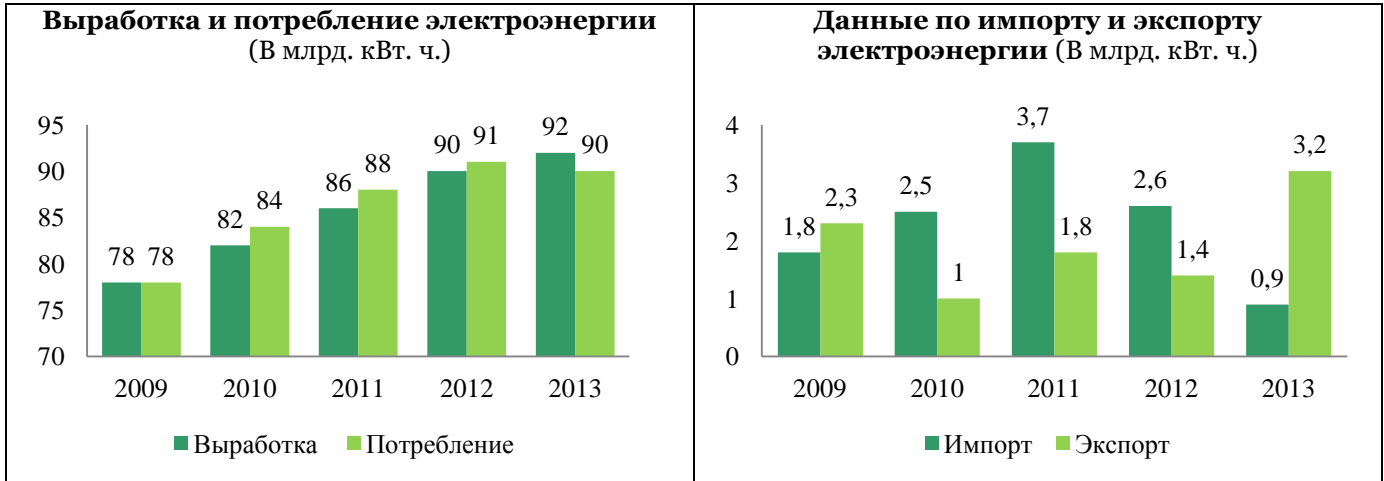 Выработка и потребление электроэнергии
(В млрд. кВт. ч.)
95
90
85
80
75
70
78 78
82 84
86 88
90 91
92 90
2009 2010 2011 2012 2013
Выработка Потребление
Данные по импорту и экспорту
электроэнергии (В млрд. кВт. ч.)
4
3
2
1
0
1,8 2,3
2,5 1
3,7 1,8
2,6 1,4
0,9 3,2
2009 2010 2011 2012 2013
Импорт Экспорт